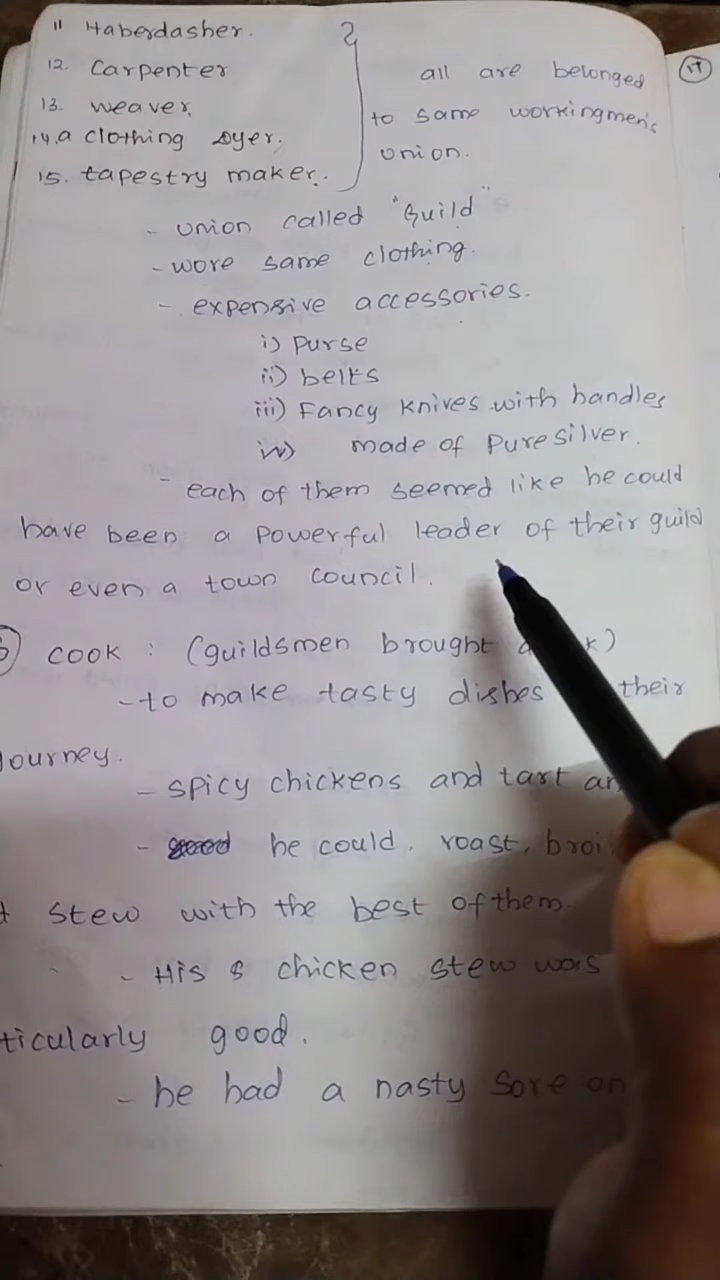 11 Haberdasher.
12. Carpenter
13. weaver.
14. a clothing Dyer.
15. tapestry maker.
all are belonged
to same workingmen's
union.
17
- union called "Guild"
- wore same clothing.
- expensive accessories.
i) Purse
ii) belts
iii) Fancy knives with handles
iv) made of Pure silver.
- each of them seemed like he could
have been a powerful leader of their guild
or even a town council.
cook : (guildsmen brought
- to make tasty dishes their
Journey.
- spicy chickens and tart
- he could. roast, broi
stew with the best of them.
- His chicken stew was
ticularly good.
- he had a nasty sore on